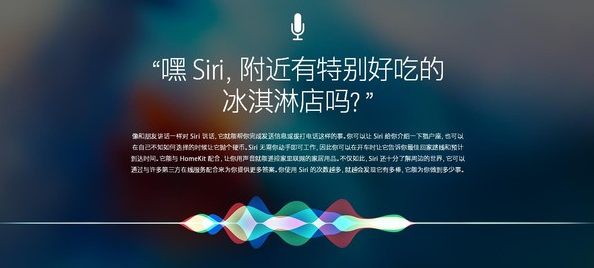 “嘿 Siri, 附近有特别好吃的
冰淇淋店吗?”
像和朋友讲话一样对 Siri 说话, 它就能帮你完成发送信息或拨打电话这样的事。你可以让 Siri 给你介绍一下猎户座, 也可
在自己不知如何选择的时候让它抛个硬币。Siri 无需你动手即可工作, 因此你可以在开车时让它告诉你最佳回家路线和预计
到达时间。它能与 HomeKit 配合, 让你用声音就能遥控家里联网的家居用品。不仅如此, Siri 还十分了解周边的世界, 它可以
通过与许多第三方在线服务配合来为你提供更多答案。你使用 Siri 的次数越多, 就越会发现它有多棒, 它能为你做到多少事。